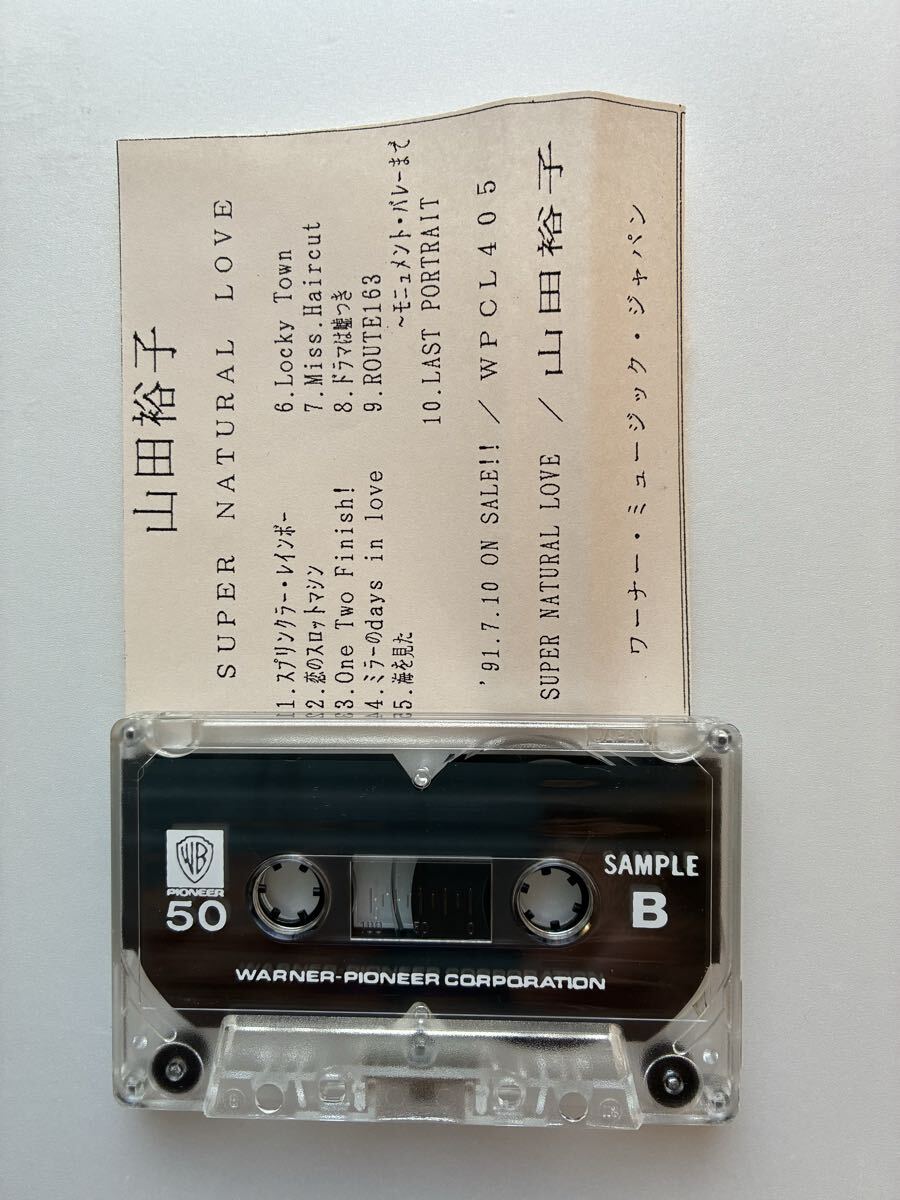 山田裕子
SUPER NATURAL LOVE
1.スプリンクラー・レインボー
2.恋のスロットマシン
3.One Two Finish!
4.ミラーのdays in love
5.海を見た
6.Locky Town
7.Miss.Haircut
8.ドラマは嘘つき
9.ROUTE163
～モニュメント・バレーまで
10.LAST PORTRAIT
'91.7.10 ON SALE!! / WPCL405
SUPER NATURAL LOVE / 山田裕子
ワーナー・ミュージック・ジャパン
JAPAN
WB
PIONEER
50
SAMPLE
B
100 50 0
WARNER-PIONEER CORPORATION